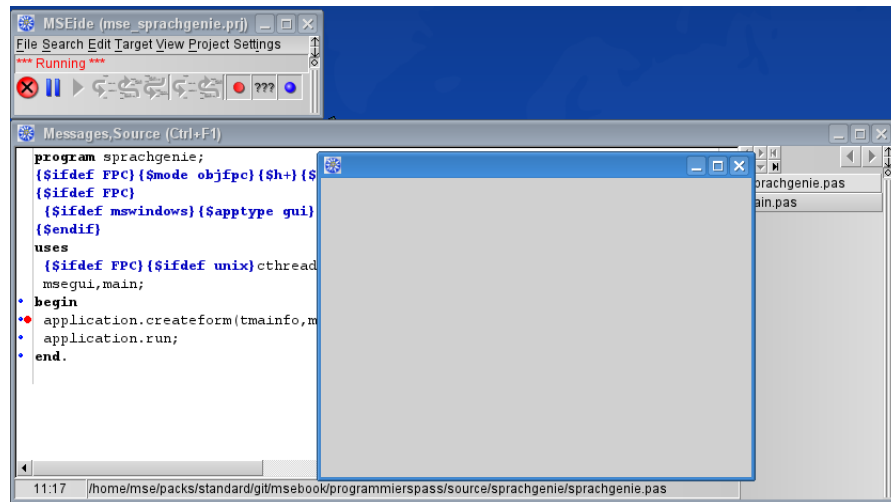 MSEide (mse_sprachgenie.prj)
File Search Edit Target View Project Settings
*** Running ***
???
Messages,Source (Ctrl+F1)
program sprachgenie;
{$ifdef FPC}{$mode objfpc}{$h+}{$
{$ifdef FPC}
{$ifdef mswindows}{$apptype gui}
{$endif}
uses
{$ifdef FPC}{$ifdef unix}cthread
msegui,main;
begin
application.createform(tmainfo,m
application.run;
end.
prachgenie.pas
ain.pas
11:17 /home/mse/packs/standard/git/msebook/programmierspass/source/sprachgenie/sprachgenie.pas